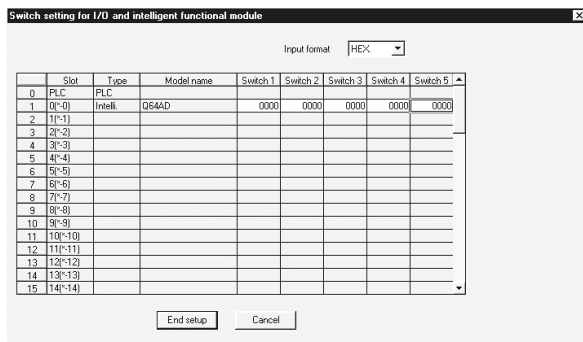 Switch setting for I/O and intelligent functional module
Input format HEX.
Slot Type Model name Switch 1 Switch 2 Switch 3 Switch 4 Switch 5
0 PLC PLC
1 0(*-0) Intelli. Q64AD 0000 0000 0000 0000 0000
2 1(*-1)
3 2(*-2)
4 3(*-3)
5 4(*-4)
6 5(*-5)
7 6(*-6)
8 7(*-7)
9 8(*-8)
10 9(*-9)
11 10(*-10)
12 11(*-11)
13 12(*-12)
14 13(*-13)
15 14(*-14)
End setup Cancel